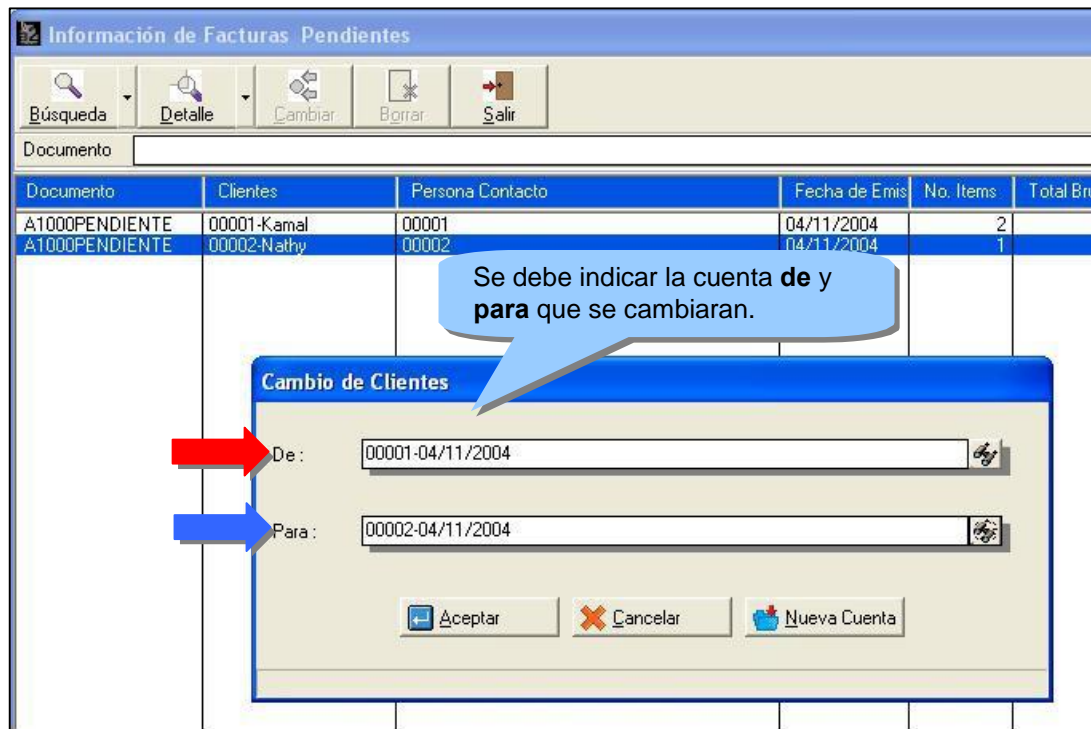 Información de Facturas Pendientes
Búsqueda Detalle Cambiar Borrar Salir
Documento
Documento Clientes Persona Contacto Fecha de Emis No. Items Total Bru
A1000PENDIENTE 00001-Kamal 00001 04/11/2004 2
A1000PENDIENTE 00002-Nathy 00002 04/11/2004 1
Se debe indicar la cuenta de y
para que se cambiaran.
Cambio de Clientes
De : 00001-04/11/2004
Para : 00002-04/11/2004
Aceptar Cancelar Nueva Cuenta